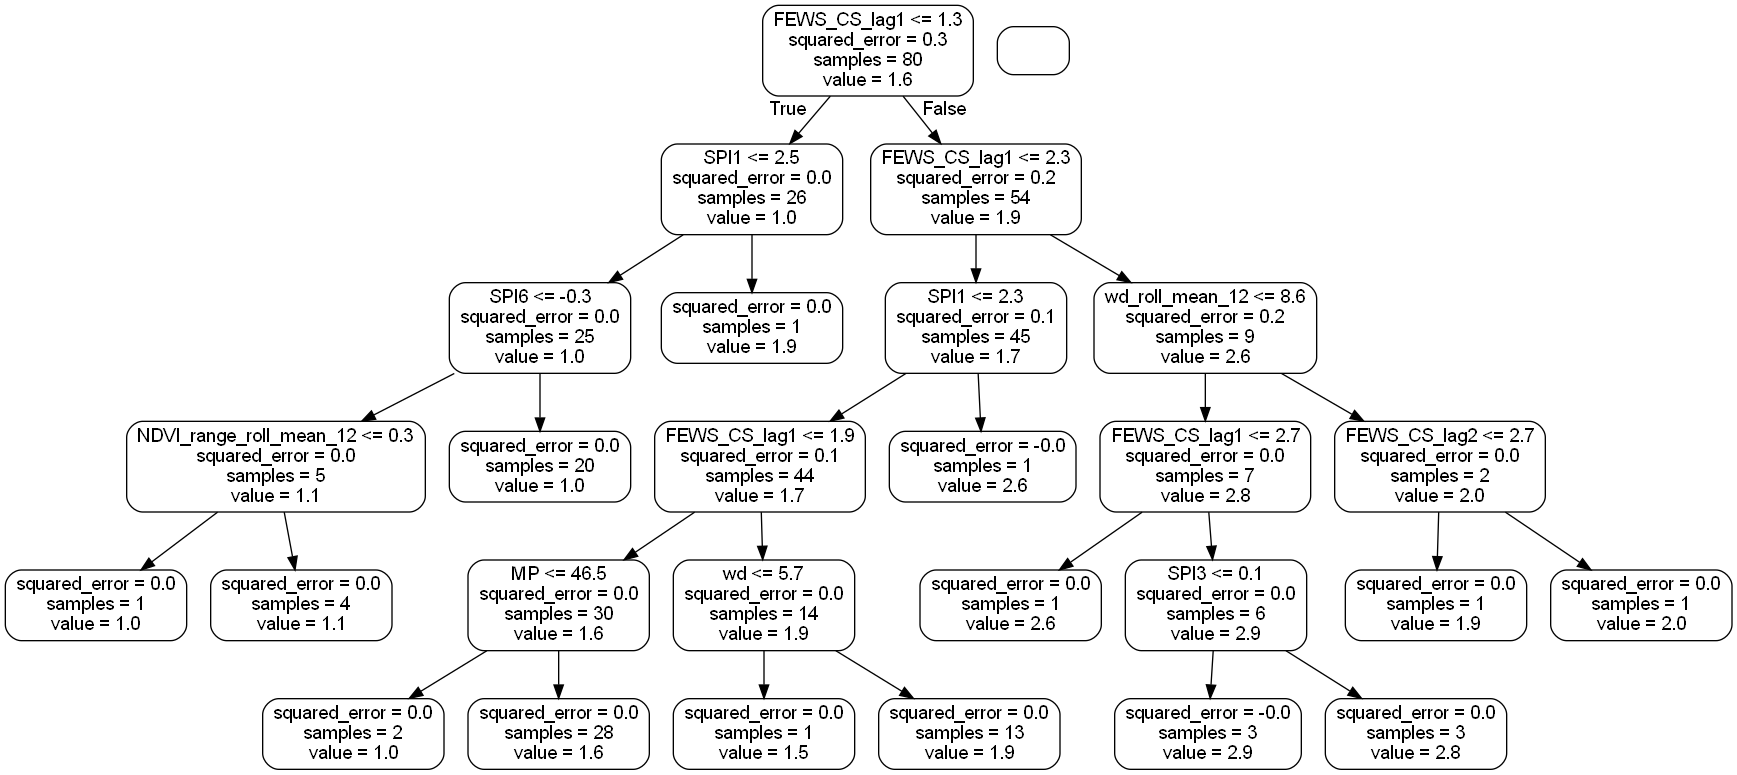 FEWS_CS_lag1 <= 1.3
squared_error = 0.3
samples = 80
value = 1.6
True
False
SPI1 <= 2.5
squared_error = 0.0
samples = 26
value = 1.0
FEWS_CS_lag1 <= 2.3
squared_error = 0.2
samples = 54
value = 1.9
SPI6 <= -0.3
squared_error = 0.0
samples = 25
value = 1.0
squared_error = 0.0
samples = 1
value = 1.9
SPI1 <= 2.3
squared_error = 0.1
samples = 45
value = 1.7
wd_roll_mean_12 <= 8.6
squared_error = 0.2
samples = 9
value = 2.6
NDVI_range_roll_mean_12 <= 0.3
squared_error = 0.0
samples = 5
value = 1.1
squared_error = 0.0
samples = 20
value = 1.0
FEWS_CS_lag1 <= 1.9
squared_error = 0.1
samples = 44
value = 1.7
squared_error = -0.0
samples = 1
value = 2.6
FEWS_CS_lag1 <= 2.7
squared_error = 0.0
samples = 7
value = 2.8
FEWS_CS_lag2 <= 2.7
squared_error = 0.0
samples = 2
value = 2.0
squared_error = 0.0
samples = 1
value = 1.0
squared_error = 0.0
samples = 4
value = 1.1
MP <= 46.5
squared_error = 0.0
samples = 30
value = 1.6
wd <= 5.7
squared_error = 0.0
samples = 14
value = 1.9
squared_error = 0.0
samples = 1
value = 2.6
SPI3 <= 0.1
squared_error = 0.0
samples = 6
value = 2.9
squared_error = 0.0
samples = 1
value = 1.9
squared_error = 0.0
samples = 1
value = 2.0
squared_error = 0.0
samples = 2
value = 1.0
squared_error = 0.0
samples = 28
value = 1.6
squared_error = 0.0
samples = 1
value = 1.5
squared_error = 0.0
samples = 13
value = 1.9
squared_error = -0.0
samples = 3
value = 2.9
squared_error = 0.0
samples = 3
value = 2.8